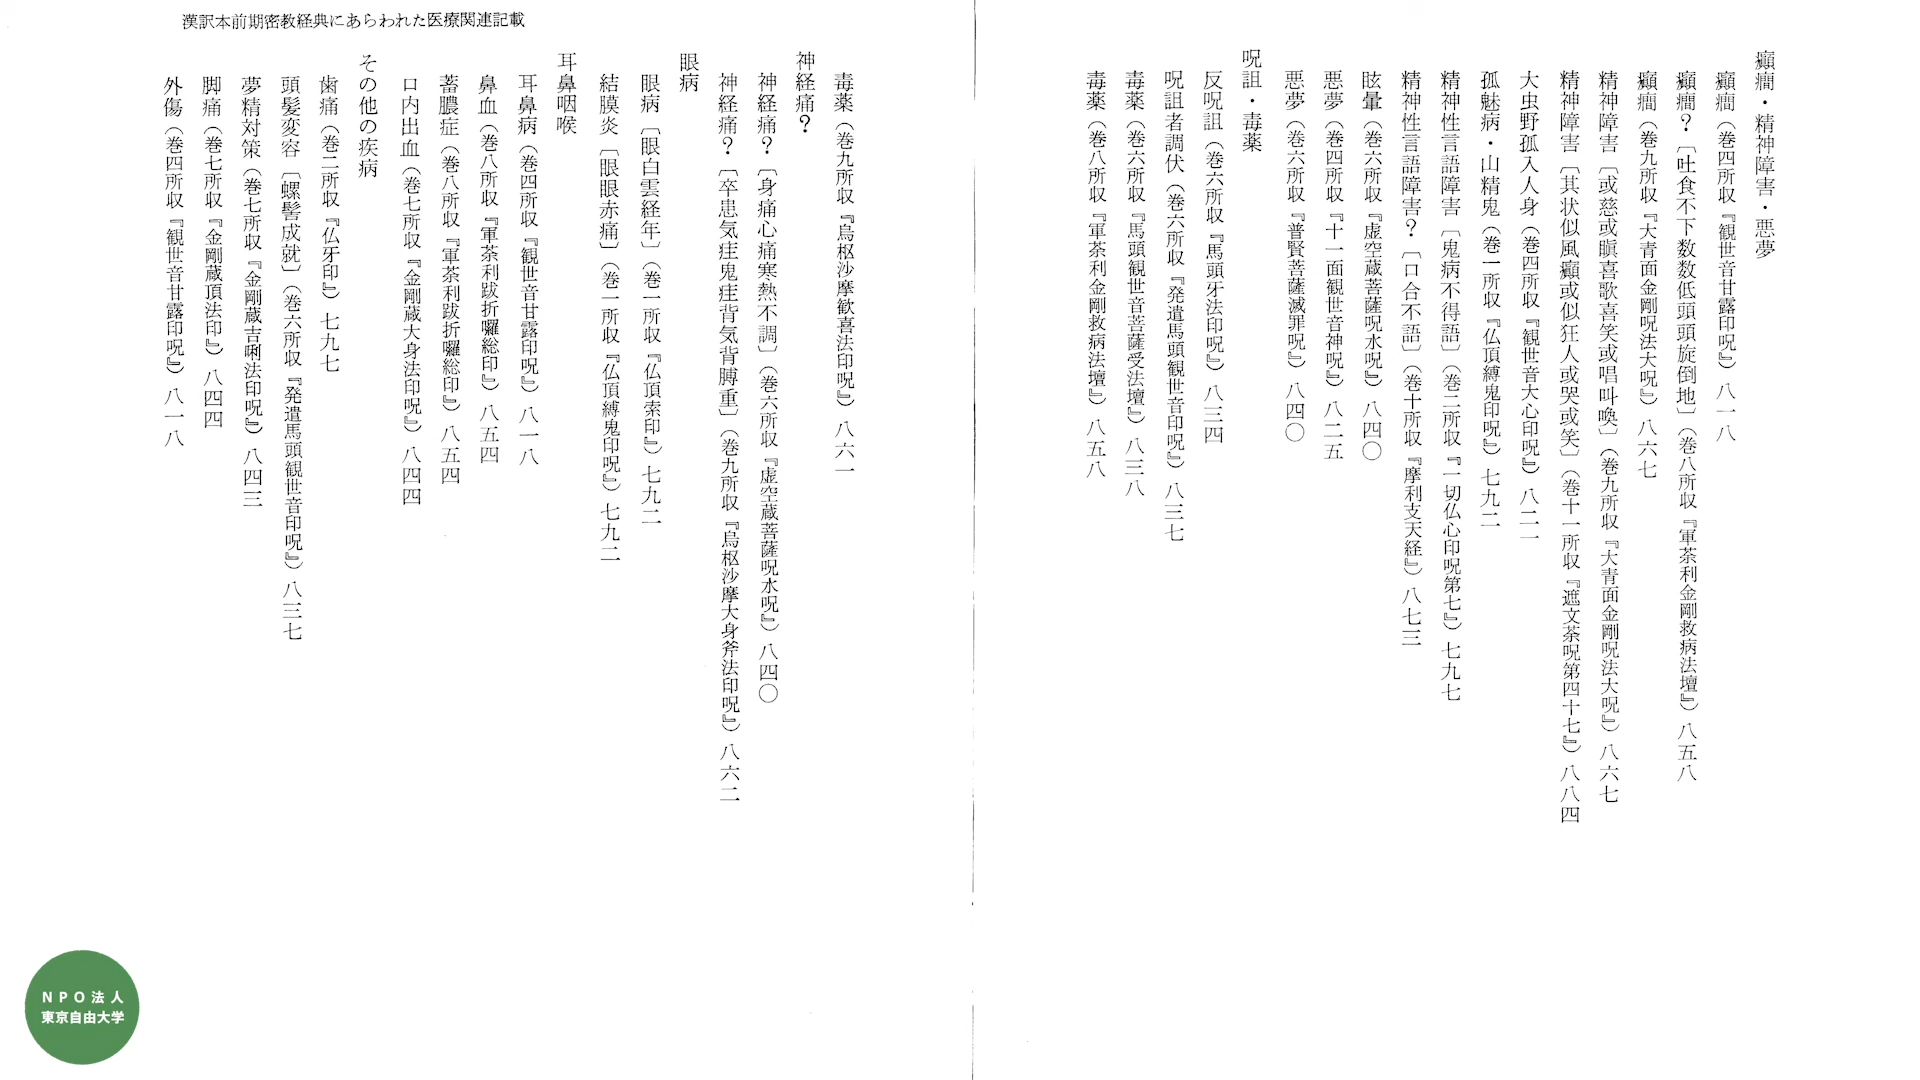 癲癇・精神障害・悪夢
癲癇（巻四所収『観世音甘露印呪』）八一八
癲癇？［吐食不下数数低頭頭旋倒地］（巻八所収『軍荼利金剛救病法壇』）八五八
癲癇（巻九所収『大青面金剛呪法大呪』）八六七
精神障害［或慈或瞋喜歌喜笑或唱叫喚］（巻九所収『大青面金剛呪法大呪』）八六七
精神障害［其状似風癲或似狂人或哭或笑］（巻十一所収『遮文荼呪第四十七』）八八四
大虫野孤入人身（巻四所収『観世音大心印呪』）八二一
孤魅病・山精鬼（巻一所収『仏頂縛鬼印呪』）七九二
精神性言語障害［鬼病不得語］（巻二所収『一切仏心印呪第七』）七九七
精神性言語障害？［口合不語］（巻十所収『摩利支天経』）八七三
眩暈（巻六所収『虚空蔵菩薩呪水呪』）八四〇
悪夢（巻四所収『十一面観世音神呪』）八二五
悪夢（巻六所収『普賢菩薩滅罪呪』）八四〇
呪詛・毒薬
反呪詛（巻六所収『馬頭牙法印呪』）八三四
呪詛者調伏（巻六所収『発遣馬頭観世音印呪』）八三七
毒薬（巻六所収『馬頭観世音菩薩受法壇』）八三八
毒薬（巻八所収『軍荼利金剛救病法壇』）八五八
漢訳本前期密教経典にあらわれた医療関連記載
毒薬（巻九所収『烏枢沙摩歓喜法印呪』）八六一
神経痛？
神経痛？［身痛心痛寒熱不調］（巻六所収『虚空蔵菩薩呪水呪』）八四〇
神経痛？［卒患気疰鬼疰背気背膊重］（巻九所収『烏枢沙摩大身斧法印呪』）八六二
眼病
眼病［眼白雲経年］（巻一所収『仏頂索印』）七九二
結膜炎［眼眼赤痛］（巻一所収『仏頂縛鬼印呪』）七九二
耳鼻咽喉
耳鼻病（巻四所収『観世音甘露印呪』）八一八
鼻血（巻八所収『軍茶利跋折囉総印』）八五四
蓄膿症（巻八所収『軍荼利跋折囉総印』）八五四
口内出血（巻七所収『金剛蔵大身法印呪』）八四四
その他の疾病
歯痛（巻二所収『仏牙印』）七九七
頭髪変容［螺髻成就］（巻六所収『発遣馬頭観世音印呪』）八三七
夢精対策（巻七所収『金剛蔵吉唎法印呪』）八四三
脚痛（巻七所収『金剛蔵頂法印』）八四四
外傷（巻四所収『観世音甘露印呪』）八一八
NPO法人
東京自由大学